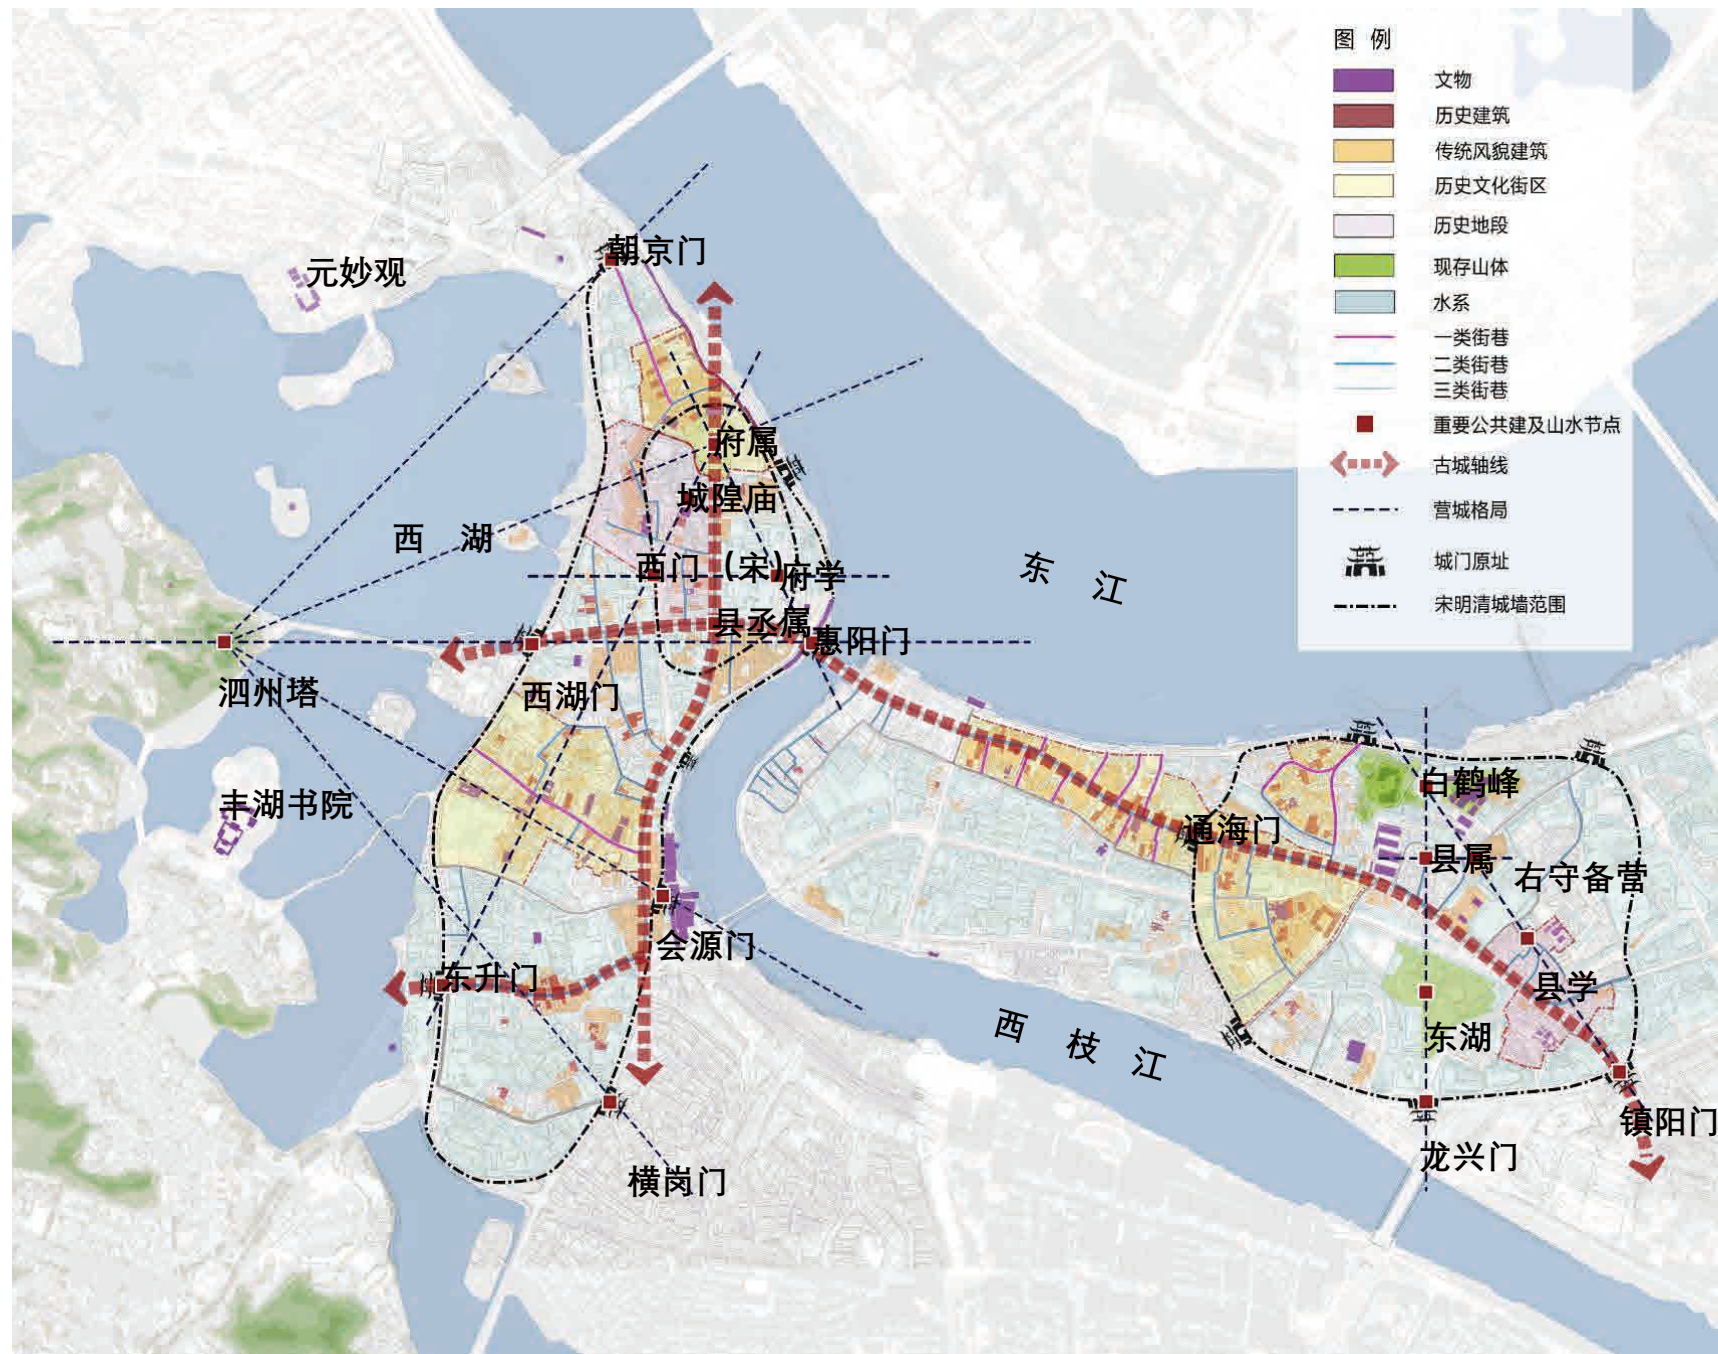 图 例
文物
历史建筑
传统风貌建筑
历史文化街区
历史地段
现存山体
水系
一类街巷
二类街巷
三类街巷
重要公共建及山水节点
古城轴线
营城格局
城门原址
宋明清城墙范围
朝京门
元妙观
府属
城隍庙
西 湖
西门（宋）
府学
东 江
县丞属
惠阳门
泗州塔
西湖门
丰湖书院
白鹤峰
通海门
县属
右守备营
会源门
东升门
县学
西 枝 江
东湖
镇阳门
龙兴门
横岗门